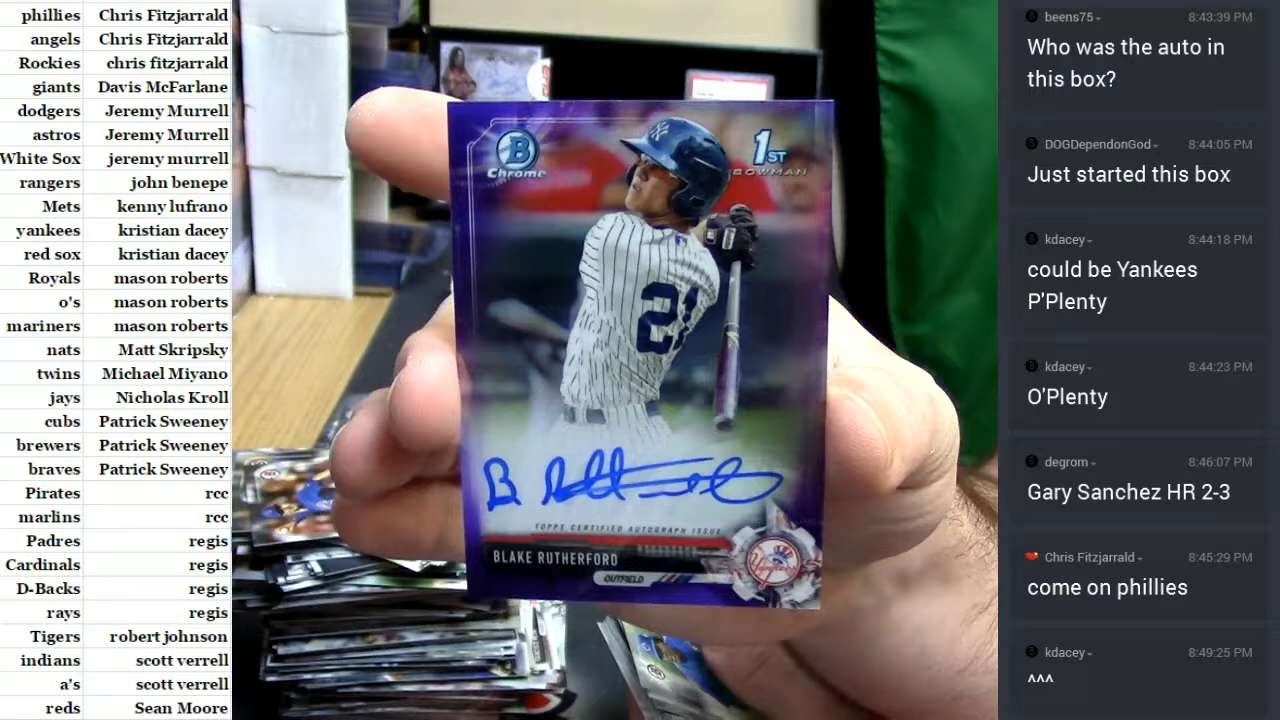 phillies Chris Fitzjarrald
angels Chris Fitzjarrald
Rockies chris fitzjarrald
giants Davis McFarlane
dodgers Jeremy Murrell
astros Jeremy Murrell
White Sox jeremy murrell
rangers john benepe
Mets kenny lufrano
yankees kristian dacey
red sox kristian dacey
Royals mason roberts
o's mason roberts
mariners mason roberts
nats Matt Skripsky
twins Michael Miyano
jays Nicholas Kroll
cubs Patrick Sweeney
brewers Patrick Sweeney
braves Patrick Sweeney
Pirates rcc
marlins rcc
Padres regis
Cardinals regis
D-Backs regis
rays regis
Tigers robert johnson
indians scott verrell
a's scott verrell
reds Sean Moore
B
Chrome
1ST
BOWMAN
21
TOPPS CERTIFIED AUTOGRAPH ISSUE
BLAKE RUTHERFORD
OUTFIELD
Yankees
beens75 8:43:39 PM
Who was the auto in
this box?
DOGDependonGod 8:44:05 PM
Just started this box
kdacey 8:44:18 PM
could be Yankees
P'Plenty
kdacey 8:44:23 PM
O'Plenty
degrom 8:46:07 PM
Gary Sanchez HR 2-3
Chris Fitzjarrald 8:45:29 PM
come on phillies
kdacey 8:49:25 PM
^^^